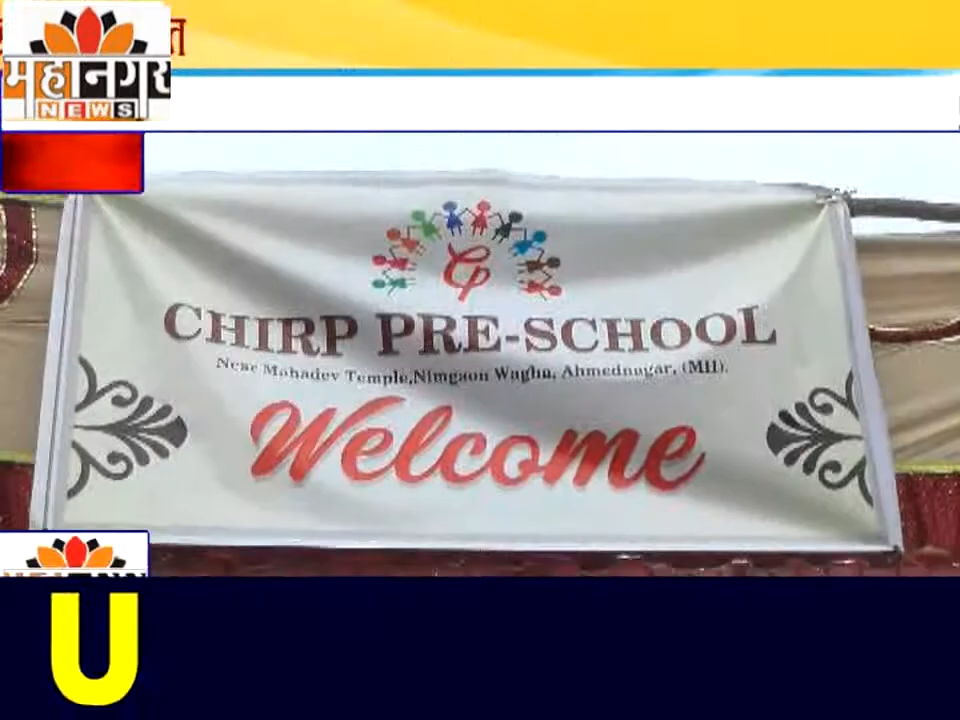 त
महानगर
NEWS
CHIRP PRE-SCHOOL
Near Mahadev Temple,Nimgaon Wagha, Ahmednagar, (MH).
Welcome
U